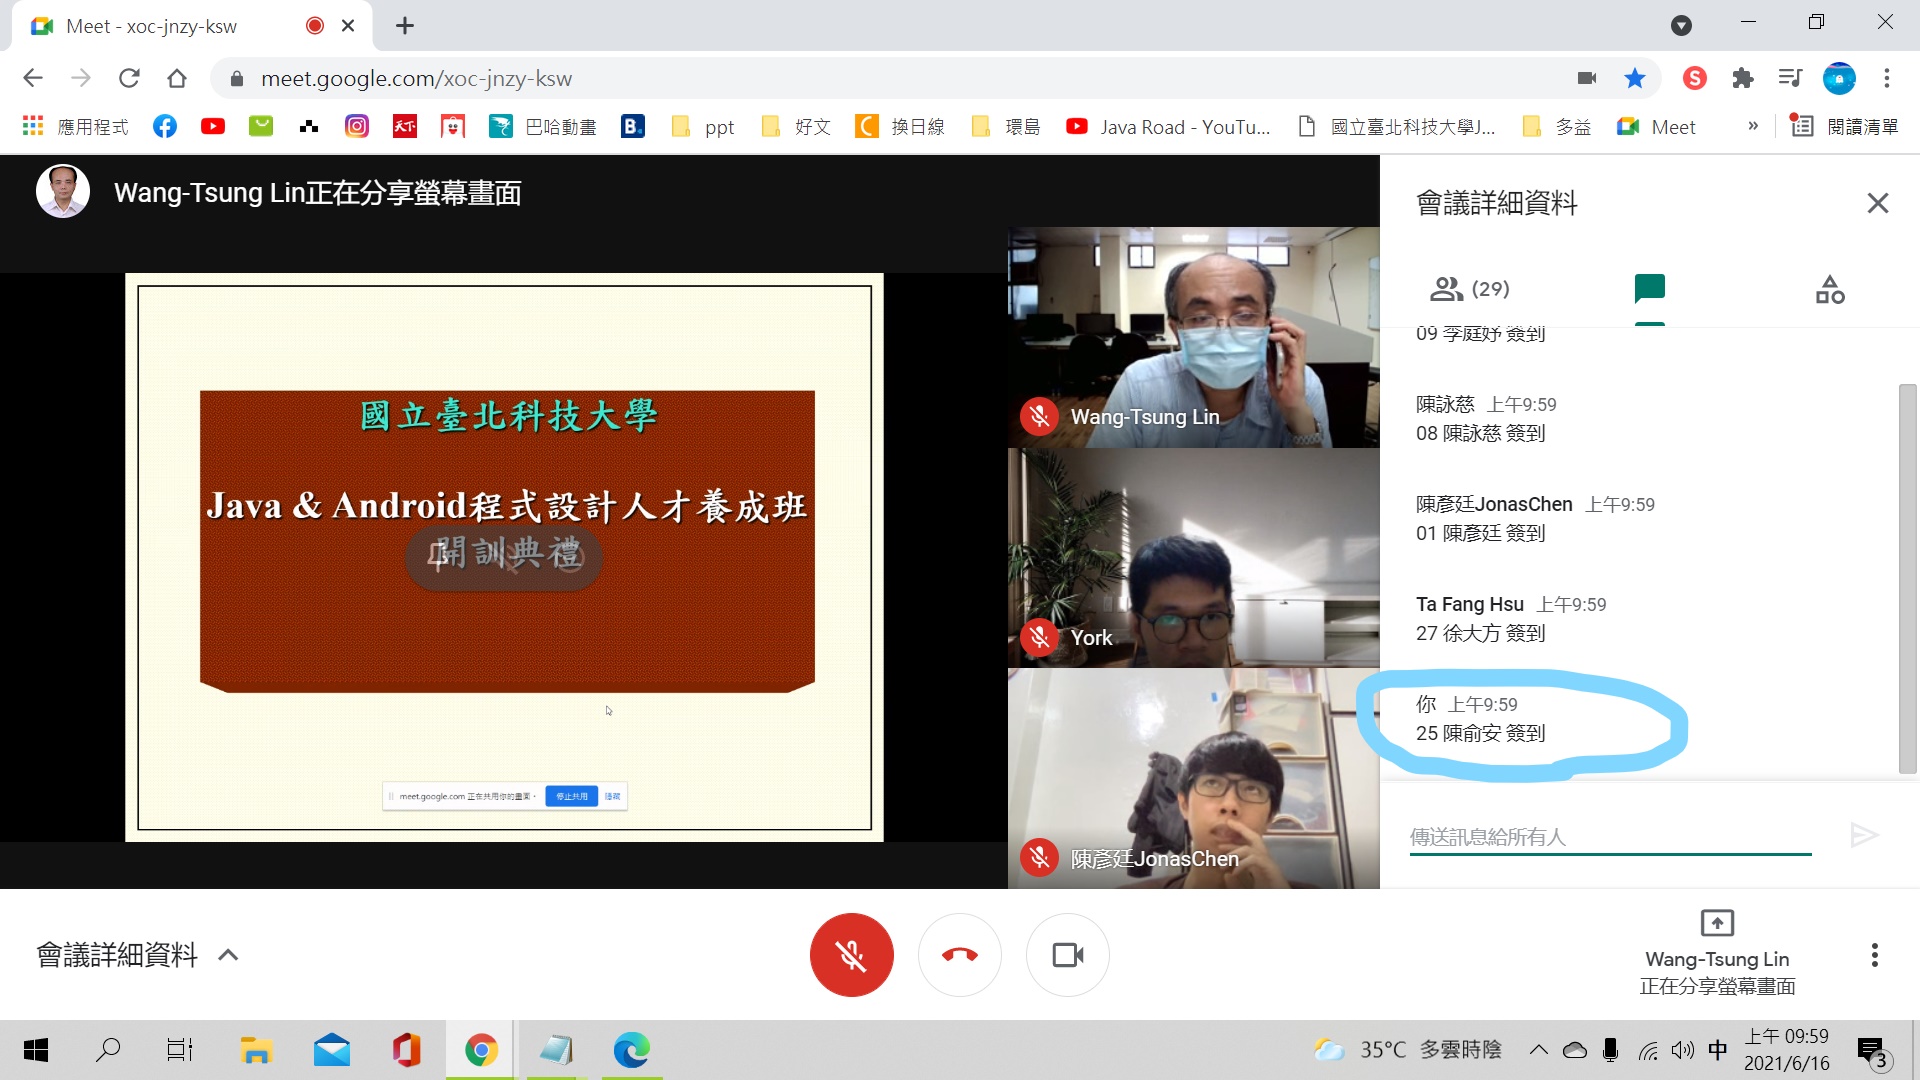 Meet - xoc-jnzy-ksw
meet.google.com/xoc-jnzy-ksw
應用程式
巴哈動畫
ppt
好文
換日線
環島
Java Road - YouTu...
國立臺北科技大學J...
多益
Meet
»
閱讀清單
Wang-Tsung Lin正在分享螢幕畫面
國立臺北科技大學
Java & Android程式設計人才養成班
開訓典禮
meet.google.com 正在共用你的畫面。
停止共用
隱藏
Wang-Tsung Lin
York
陳彥廷JonasChen
會議詳細資料
(29)
09 李庭妤 簽到
陳詠慈 上午9:59
08 陳詠慈 簽到
陳彥廷JonasChen 上午9:59
01 陳彥廷 簽到
Ta Fang Hsu 上午9:59
27 徐大方 簽到
你 上午9:59
25 陳俞安 簽到
傳送訊息給所有人
會議詳細資料
Wang-Tsung Lin
正在分享螢幕畫面
35°C 多雲時陰
中
上午 09:59
2021/6/16
3